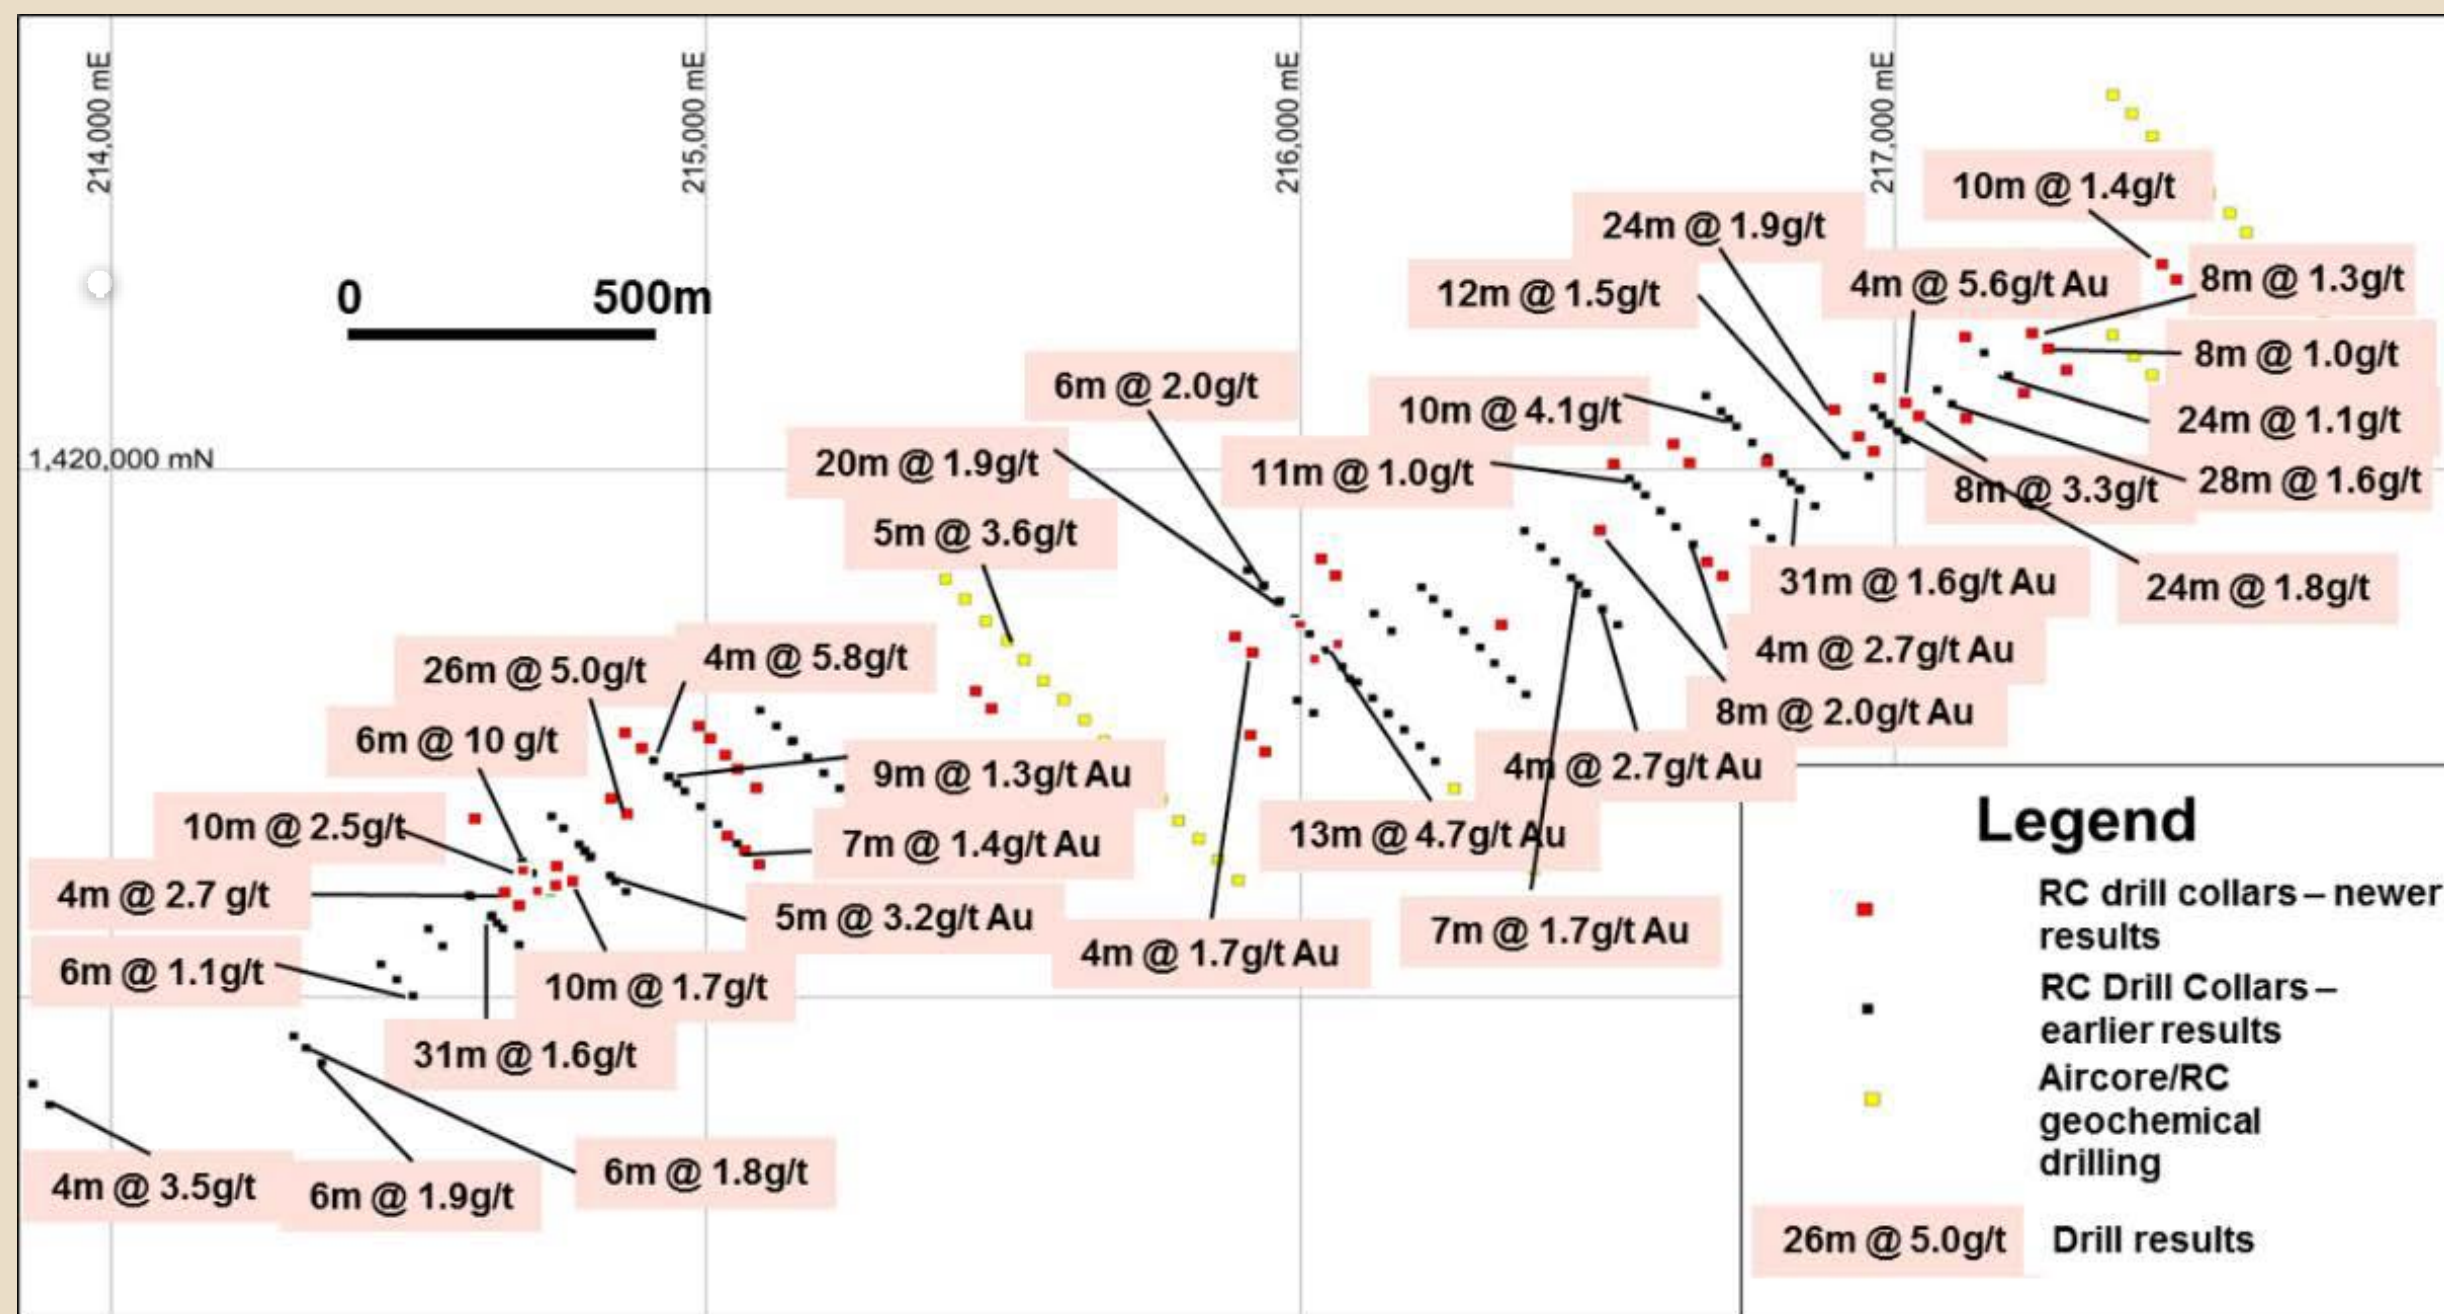 214,000 mE
215,000 mE
216,000 mE
217,000 mE
10m @ 1.4g/t
24m @ 1.9g/t
12m @ 1.5g/t
4m @ 5.6g/t Au
8m @ 1.3g/t
0 500m
8m @ 1.0g/t
6m @ 2.0g/t
10m @ 4.1g/t
24m @ 1.1g/t
1,420,000 mN
20m @ 1.9g/t
11m @ 1.0g/t
8m @ 3.3g/t
28m @ 1.6g/t
5m @ 3.6g/t
31m @ 1.6g/t Au
24m @ 1.8g/t
26m @ 5.0g/t
4m @ 5.8g/t
4m @ 2.7g/t Au
6m @ 10 g/t
8m @ 2.0g/t Au
9m @ 1.3g/t Au
4m @ 2.7g/t Au
10m @ 2.5g/t
7m @ 1.4g/t Au
13m @ 4.7g/t Au
4m @ 2.7 g/t
5m @ 3.2g/t Au
4m @ 1.7g/t Au
7m @ 1.7g/t Au
6m @ 1.1g/t
10m @ 1.7g/t
31m @ 1.6g/t
4m @ 3.5g/t
6m @ 1.9g/t
6m @ 1.8g/t
Legend
RC drill collars – newer
results
RC Drill Collars –
earlier results
Aircore/RC
geochemical
drilling
26m @ 5.0g/t Drill results